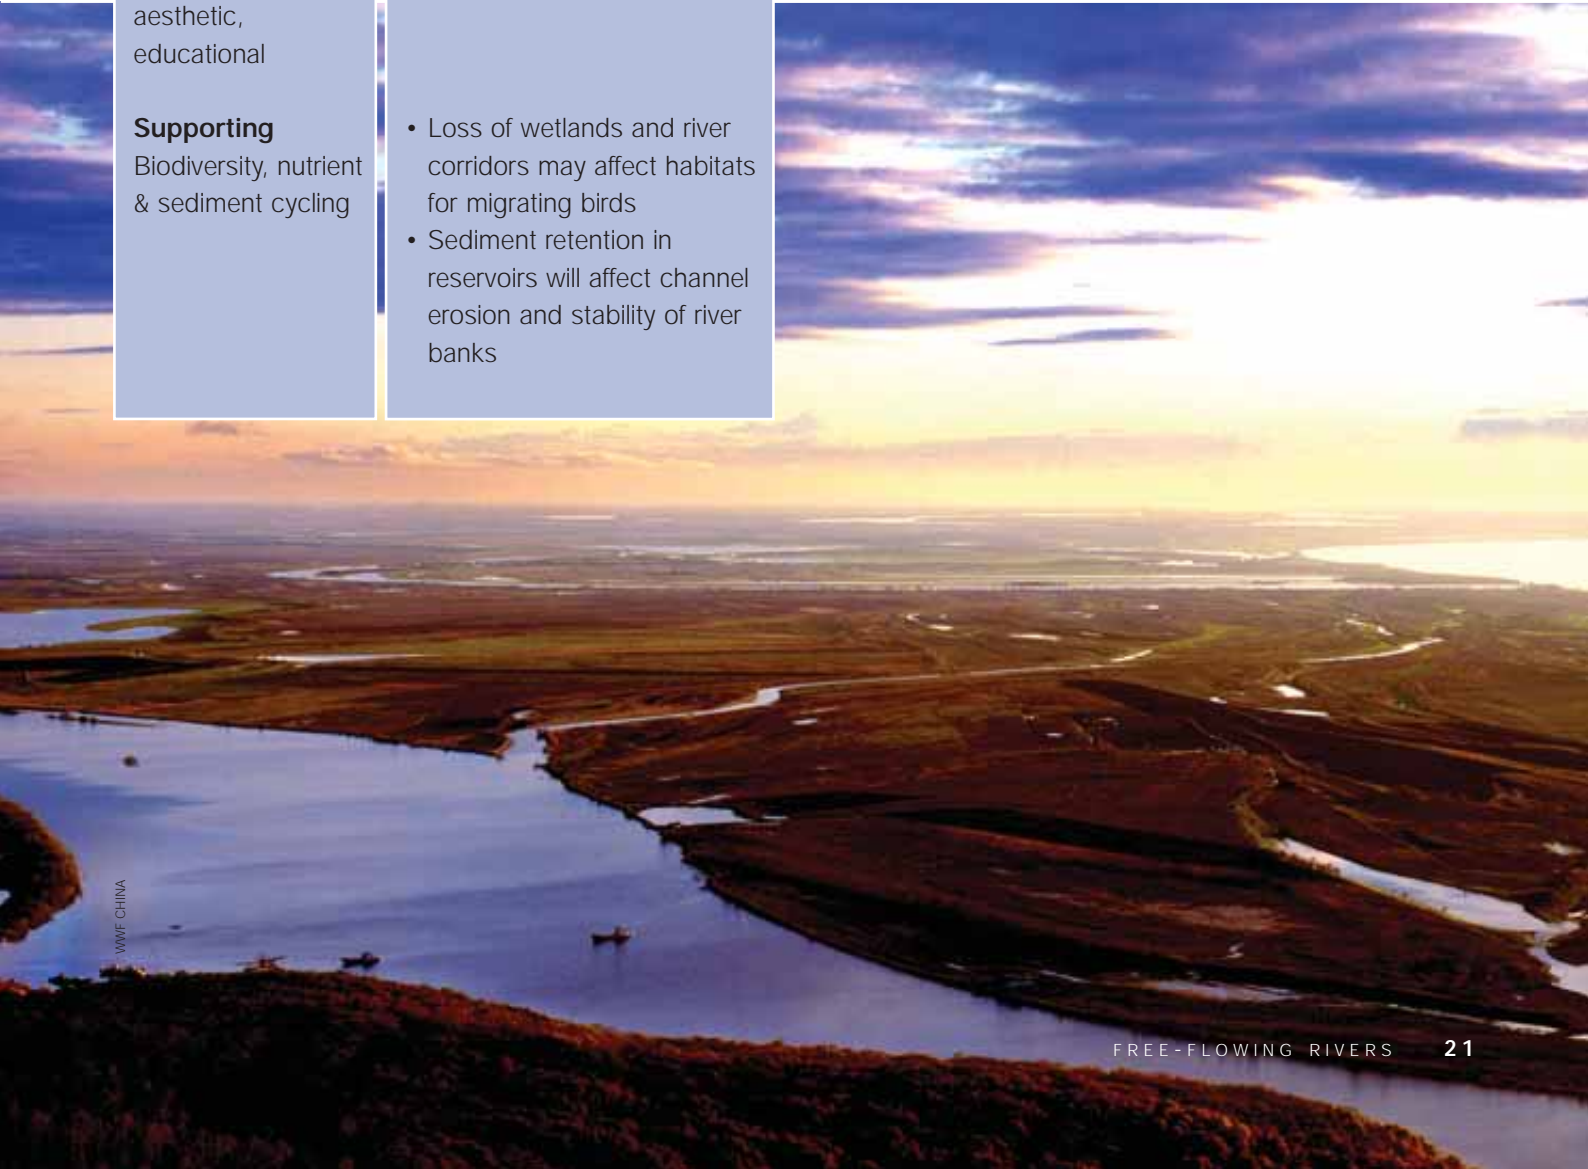 aesthetic,
educational
Supporting
Biodiversity, nutrient
& sediment cycling
• Loss of wetlands and river
corridors may affect habitats
for migrating birds
• Sediment retention in
reservoirs will affect channel
erosion and stability of river
banks
WWF CHINA
FREE-FLOWING RIVERS 21